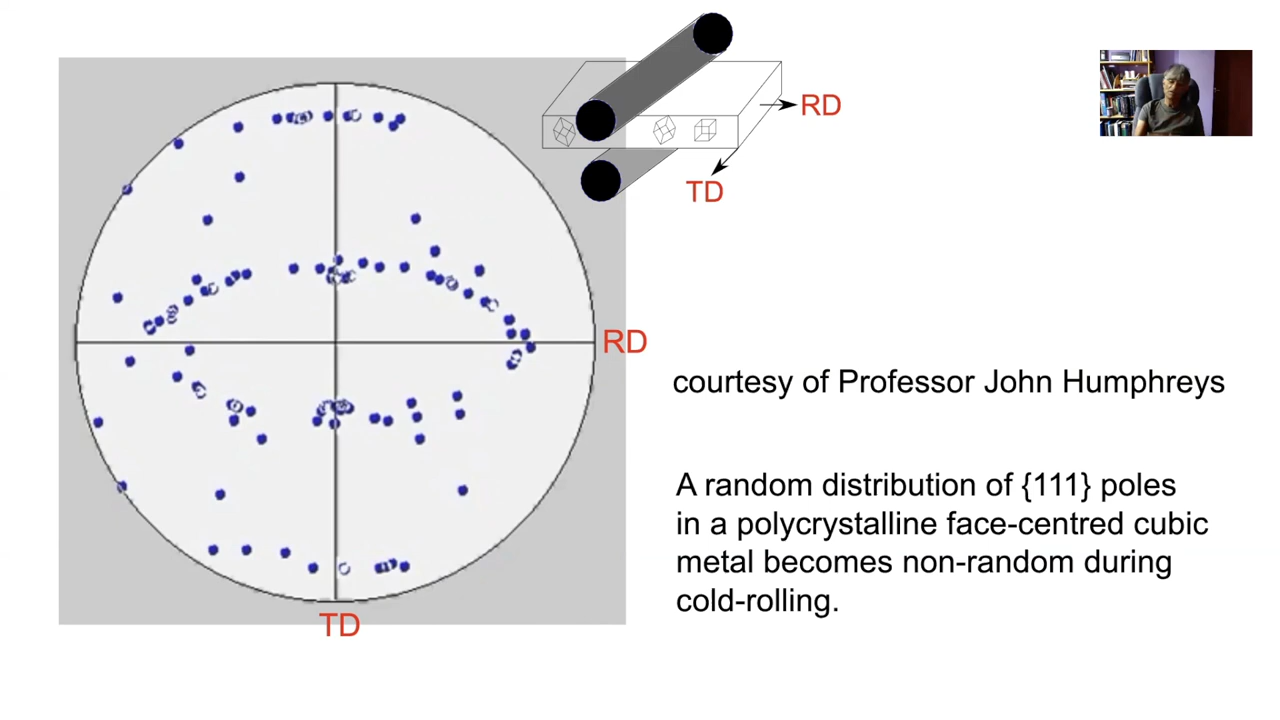 RD
TD
RD
courtesy of Professor John Humphreys
A random distribution of {111} poles
in a polycrystalline face-centred cubic
metal becomes non-random during
cold-rolling.
TD